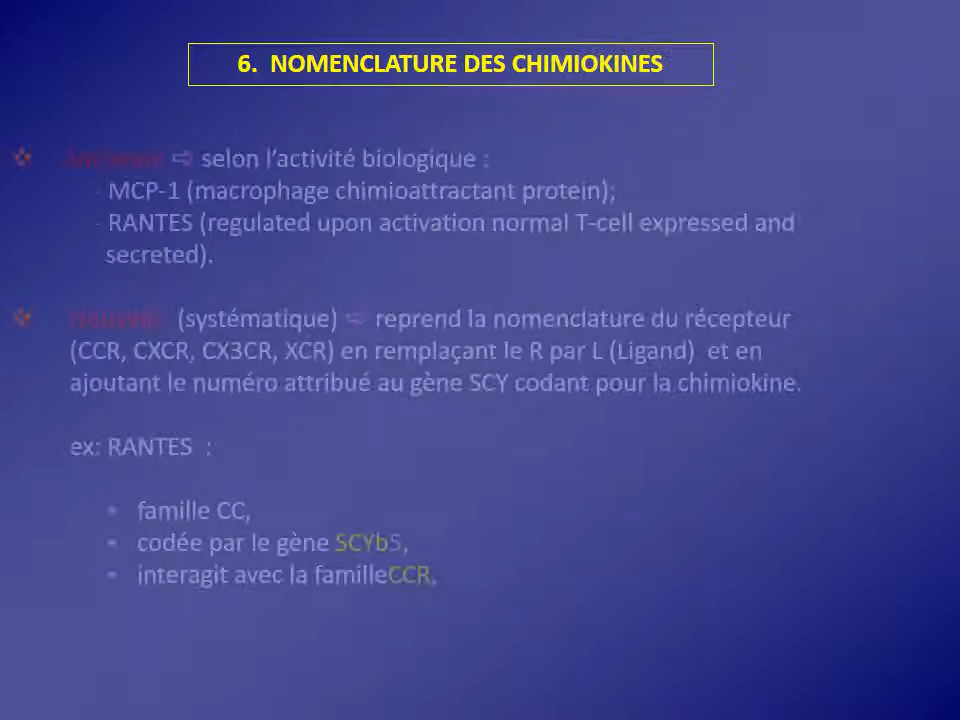 6. NOMENCLATURE DES CHIMIOKINES
Ancienne ⇨ selon l’activité biologique :
- MCP-1 (macrophage chimioattractant protein);
- RANTES (regulated upon activation normal T-cell expressed and
secreted).
Nouvelle (systématique) ⇨ reprend la nomenclature du récepteur
(CCR, CXCR, CX3CR, XCR) en remplaçant le R par L (Ligand) et en
ajoutant le numéro attribué au gène SCY codant pour la chimiokine.
ex: RANTES :
▪ famille CC,
▪ codée par le gène SCYb5,
▪ interagit avec la familleCCR,